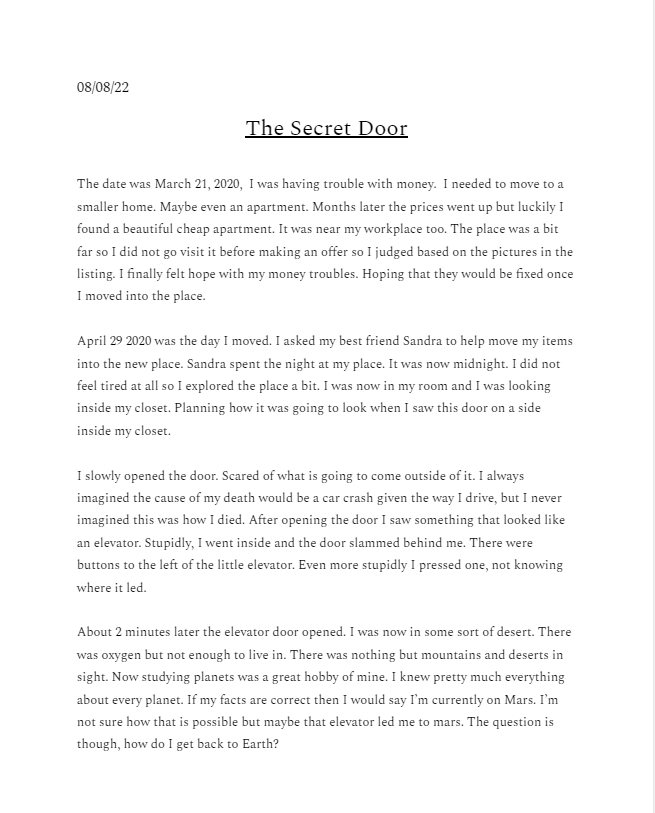 08/08/22
The Secret Door
The date was March 21, 2020,  I was having trouble with money.  I needed to move to a
smaller home. Maybe even an apartment. Months later the prices went up but luckily I
found a beautiful cheap apartment. It was near my workplace too. The place was a bit
far so I did not go visit it before making an offer so I judged based on the pictures in the
listing. I finally felt hope with my money troubles. Hoping that they would be fixed once
I moved into the place.
April 29 2020 was the day I moved. I asked my best friend Sandra to help move my items
into the new place. Sandra spent the night at my place. It was now midnight. I did not
feel tired at all so I explored the place a bit. I was now in my room and I was looking
inside my closet. Planning how it was going to look when I saw this door on a side
inside my closet.
I slowly opened the door. Scared of what is going to come outside of it. I always
imagined the cause of my death would be a car crash given the way I drive, but I never
imagined this was how I died. After opening the door I saw something that looked like
an elevator. Stupidly, I went inside and the door slammed behind me. There were
buttons to the left of the little elevator. Even more stupidly I pressed one, not knowing
where it led.
About 2 minutes later the elevator door opened. I was now in some sort of desert. There
was oxygen but not enough to live in. There was nothing but mountains and deserts in
sight. Now studying planets was a great hobby of mine. I knew pretty much everything
about every planet. If my facts are correct then I would say I'm currently on Mars. I'm
not sure how that is possible but maybe that elevator led me to mars. The question is
though, how do I get back to Earth?